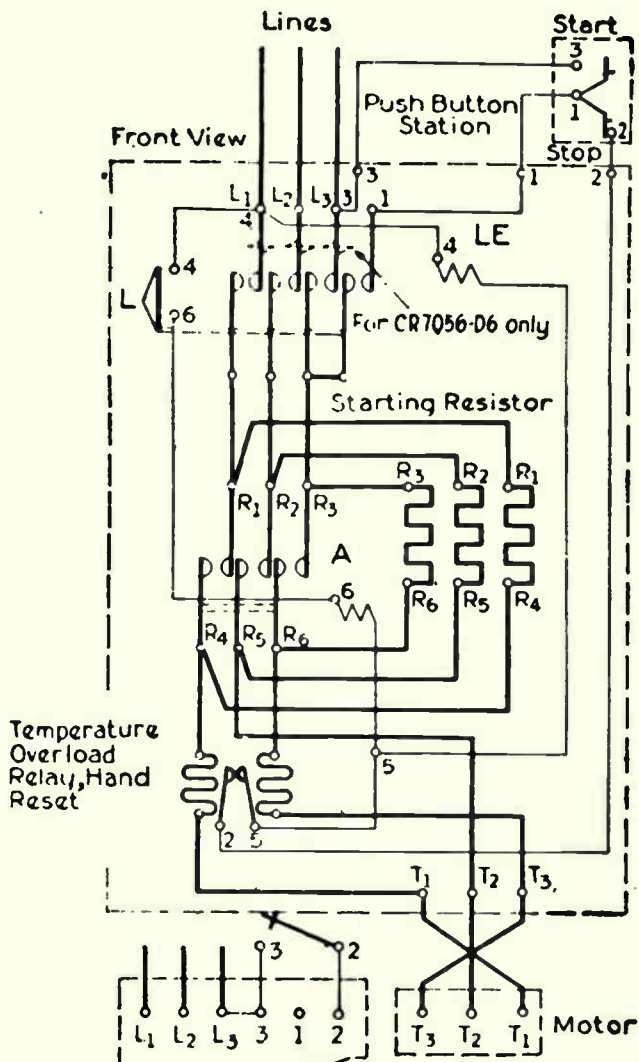 Lines
Start
3
Push Button
Station
1
2
Front View
Stop
3
1
2
L1
L2
L3
3
1
4
4
LE
4
L
6
For CR7056-D6 only
Starting Resistor
R3
R2
R1
R1
R2
R3
A
6
R6
R5
R4
R4
R5
R6
Temperature
Overload
Relay, Hand
Reset
5
2
5
T1
T2
T3
3
2
L1
L2
L3
3
1
2
T3
T2
T1
Motor